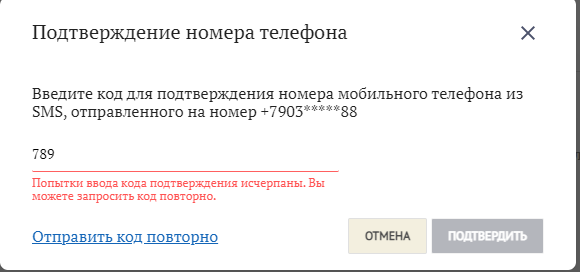 Подтверждение номера телефона
Введите код для подтверждения номера мобильного телефона из
SMS, отправленного на номер +7903*****88
789
Попытки ввода кода подтверждения исчерпаны. Вы
можете запросить код повторно.
Отправить код повторно
ОТМЕНА
ПОДТВЕРДИТЬ